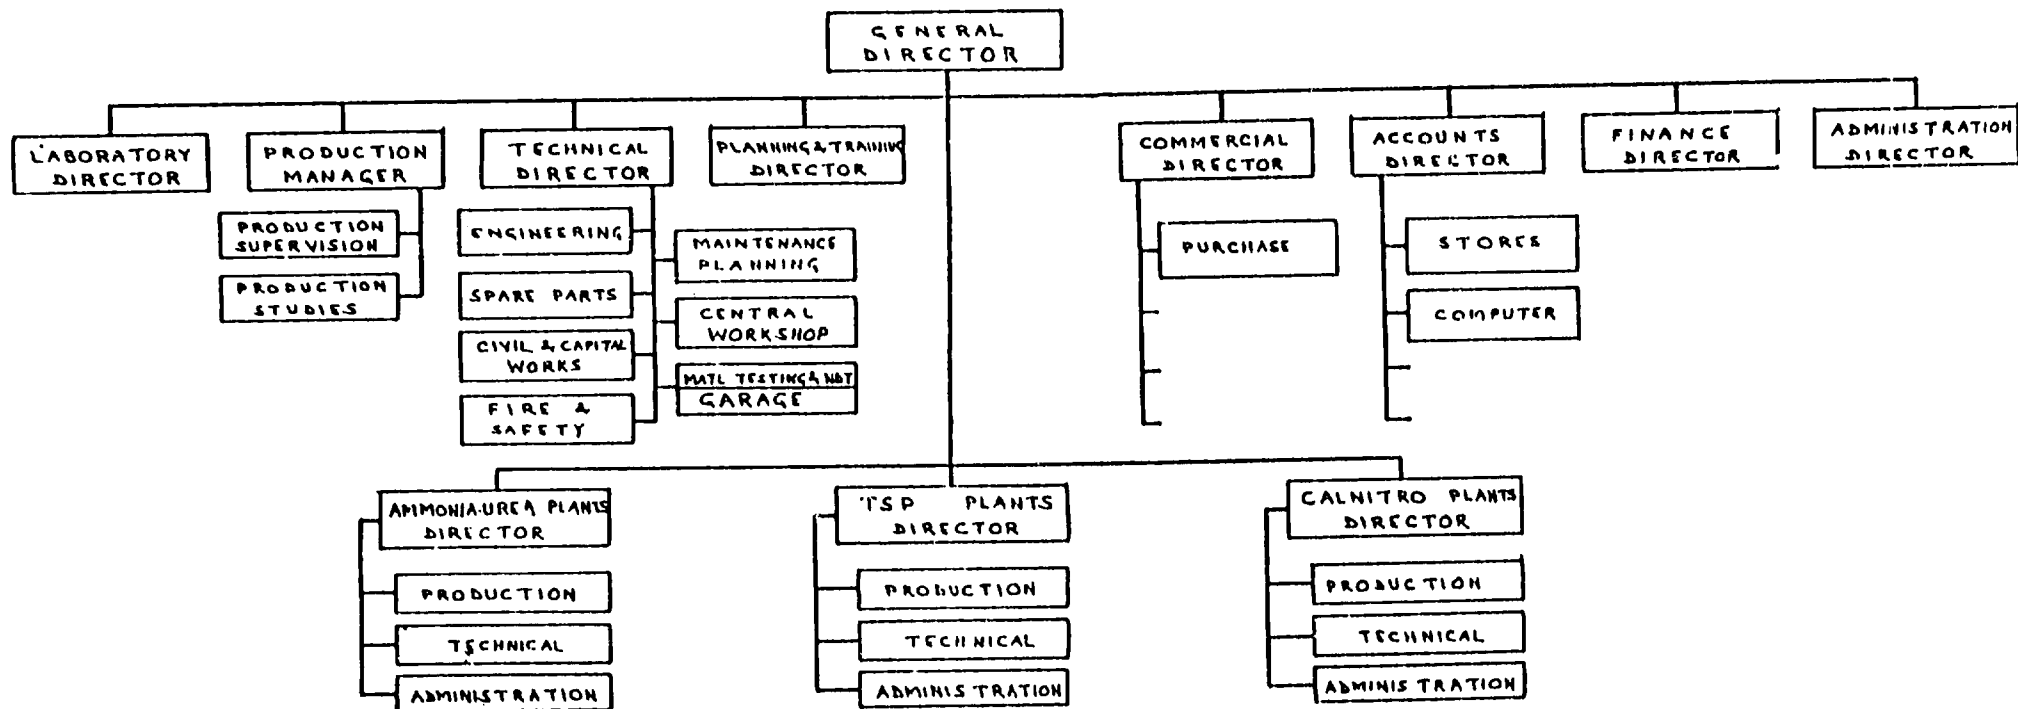 GENERAL
DIRECTOR
LABORATORY
DIRECTOR
PRODUCTION
MANAGER
TECHNICAL
DIRECTOR
PLANNING & TRAINING
DIRECTOR
COMMERCIAL
DIRECTOR
ACCOUNTS
DIRECTOR
FINANCE
DIRECTOR
ADMINISTRATION
DIRECTOR
PRODUCTION
SUPERVISION
PRODUCTION
STUDIES
ENGINEERING
SPARE PARTS
CIVIL & CAPITAL
WORKS
FIRE &
SAFETY
MAINTENANCE
PLANNING
CENTRAL
WORKSHOP
MATL TESTING & NDT
GARAGE
PURCHASE
STORES
COMPUTER
AMMONIA-UREA PLANTS
DIRECTOR
PRODUCTION
TECHNICAL
ADMINISTRATION
TSP PLANTS
DIRECTOR
PRODUCTION
TECHNICAL
ADMINISTRATION
CALNITRO PLANTS
DIRECTOR
PRODUCTION
TECHNICAL
ADMINISTRATION